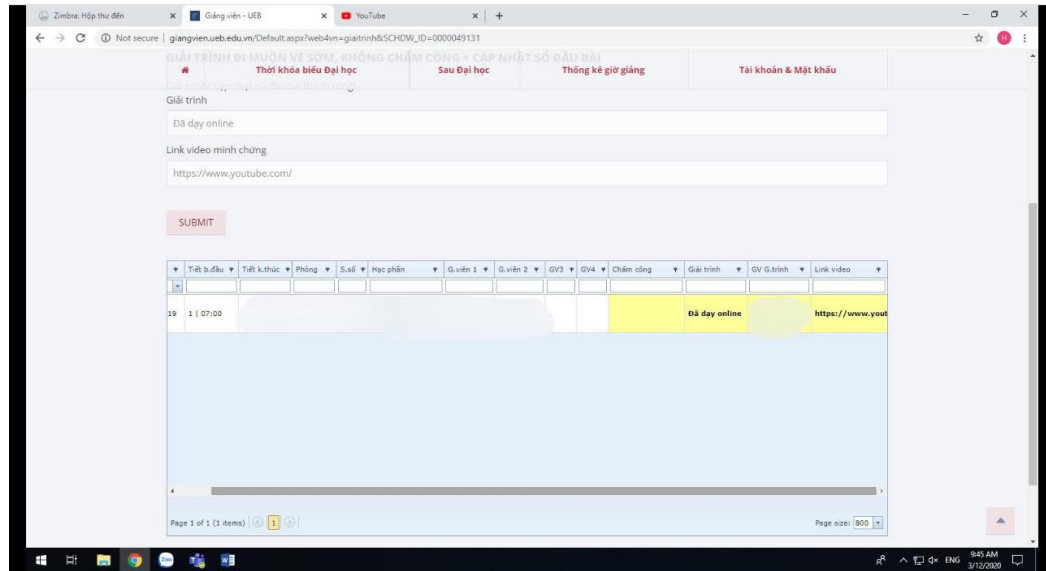 Zimbra: Hộp thư đến
Giảng viên - UEB
YouTube
Not secure | giangvien.ueb.edu.vn/Default.aspx?web4vn=giaitrinh&SCHDW_ID=0000049131
GIẢI TRÌNH ĐI MUỘN VỀ SỚM, KHÔNG CHẤM CÔNG + CẬP NHẬT SỔ ĐẦU BÀI
Thời khóa biểu Đại học Sau Đại học Thống kê giờ giảng Tài khoản & Mật khẩu
Giải trình
Đã dạy online
Link video minh chứng
https://www.youtube.com/
SUBMIT
Tiết b.đầu Tiết k.thúc Phòng S.số Học phần G.viên 1 G.viên 2 GV3 GV4 Chấm công Giải trình GV G.trình Link video
19 1 | 07:00 Đã dạy online https://www.yout
Page 1 of 1 (1 items) 1 Page size: 800
ENG 9:45 AM
3/12/2020